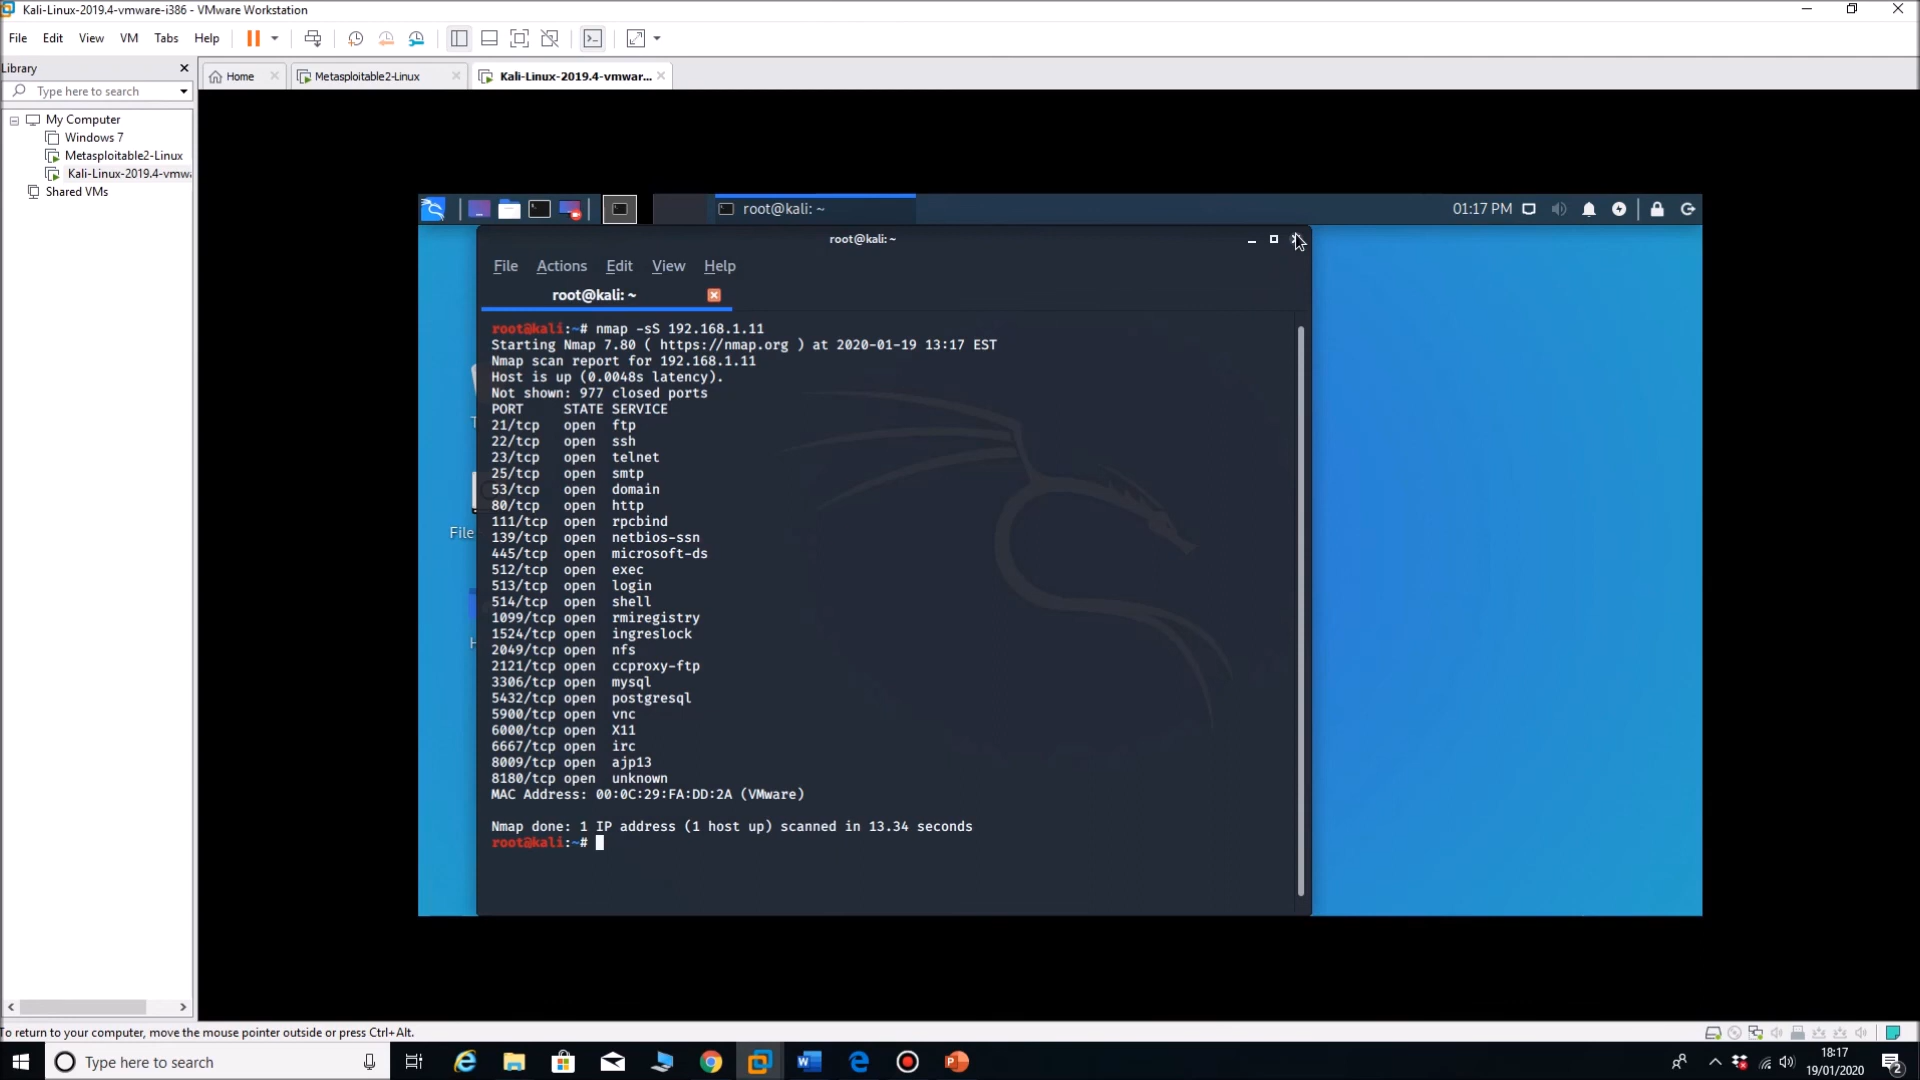 Kali-Linux-2019.4-vmware-i386 - VMware Workstation
File Edit View VM Tabs Help
Library
Home
Metasploitable2-Linux
Kali-Linux-2019.4-vmwar...
Type here to search
My Computer
Windows 7
Metasploitable2-Linux
Kali-Linux-2019.4-vmw
Shared VMs
root@kali: ~
01:17 PM
root@kali: ~
File Actions Edit View Help
root@kali: ~
root@kali:~# nmap -sS 192.168.1.11
Starting Nmap 7.80 ( https://nmap.org ) at 2020-01-19 13:17 EST
Nmap scan report for 192.168.1.11
Host is up (0.0048s latency).
Not shown: 977 closed ports
PORT STATE SERVICE
21/tcp open ftp
22/tcp open ssh
23/tcp open telnet
25/tcp open smtp
53/tcp open domain
80/tcp open http
111/tcp open rpcbind
139/tcp open netbios-ssn
445/tcp open microsoft-ds
512/tcp open exec
513/tcp open login
514/tcp open shell
1099/tcp open rmiregistry
1524/tcp open ingreslock
2049/tcp open nfs
2121/tcp open ccproxy-ftp
3306/tcp open mysql
5432/tcp open postgresql
5900/tcp open vnc
6000/tcp open X11
6667/tcp open irc
8009/tcp open ajp13
8180/tcp open unknown
MAC Address: 00:0C:29:FA:DD:2A (VMware)
Nmap done: 1 IP address (1 host up) scanned in 13.34 seconds
root@kali:~#
File
To return to your computer, move the mouse pointer outside or press Ctrl+Alt.
Type here to search
18:17
19/01/2020
2